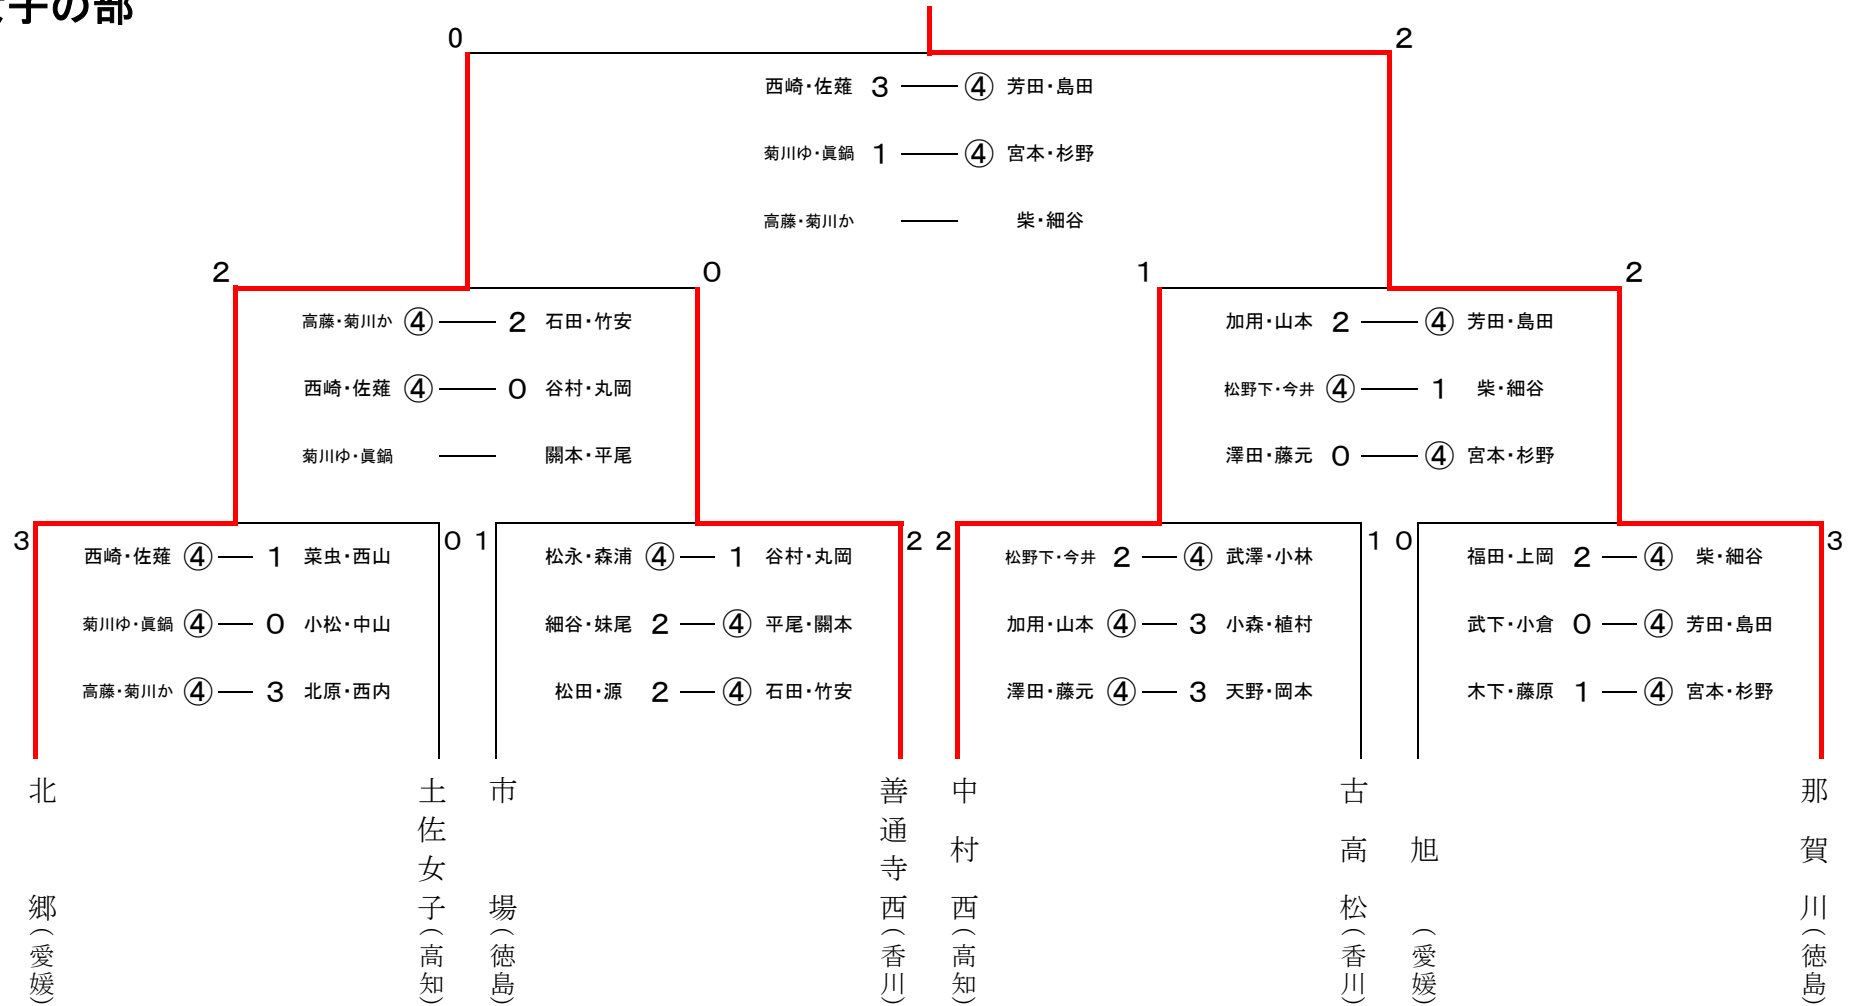 女子の部
0 2
西崎・佐薙 3 ④ 芳田・島田
菊川ゆ・眞鍋 1 ④ 宮本・杉野
高藤・菊川か 柴・細谷
2 0 1 2
高藤・菊川か ④ 2 石田・竹安 加用・山本 2 ④ 芳田・島田
西崎・佐薙 ④ 0 谷村・丸岡 松野下・今井 ④ 1 柴・細谷
菊川ゆ・眞鍋 關本・平尾 澤田・藤元 0 ④ 宮本・杉野
3 0 1 2 2 1 0 3
西崎・佐薙 ④ 1 菜虫・西山 松永・森浦 ④ 1 谷村・丸岡 松野下・今井 2 ④ 武澤・小林 福田・上岡 2 ④ 柴・細谷
菊川ゆ・眞鍋 ④ 0 小松・中山 細谷・妹尾 2 ④ 平尾・關本 加用・山本 ④ 3 小森・植村 武下・小倉 0 ④ 芳田・島田
高藤・菊川か ④ 3 北原・西内 松田・源 2 ④ 石田・竹安 澤田・藤元 ④ 3 天野・岡本 木下・藤原 1 ④ 宮本・杉野
北郷(愛媛)
土佐女子(高知)
市場(徳島)
善通寺西(香川)
中村西(高知)
古高松(香川)
旭(愛媛)
那賀川(徳島)